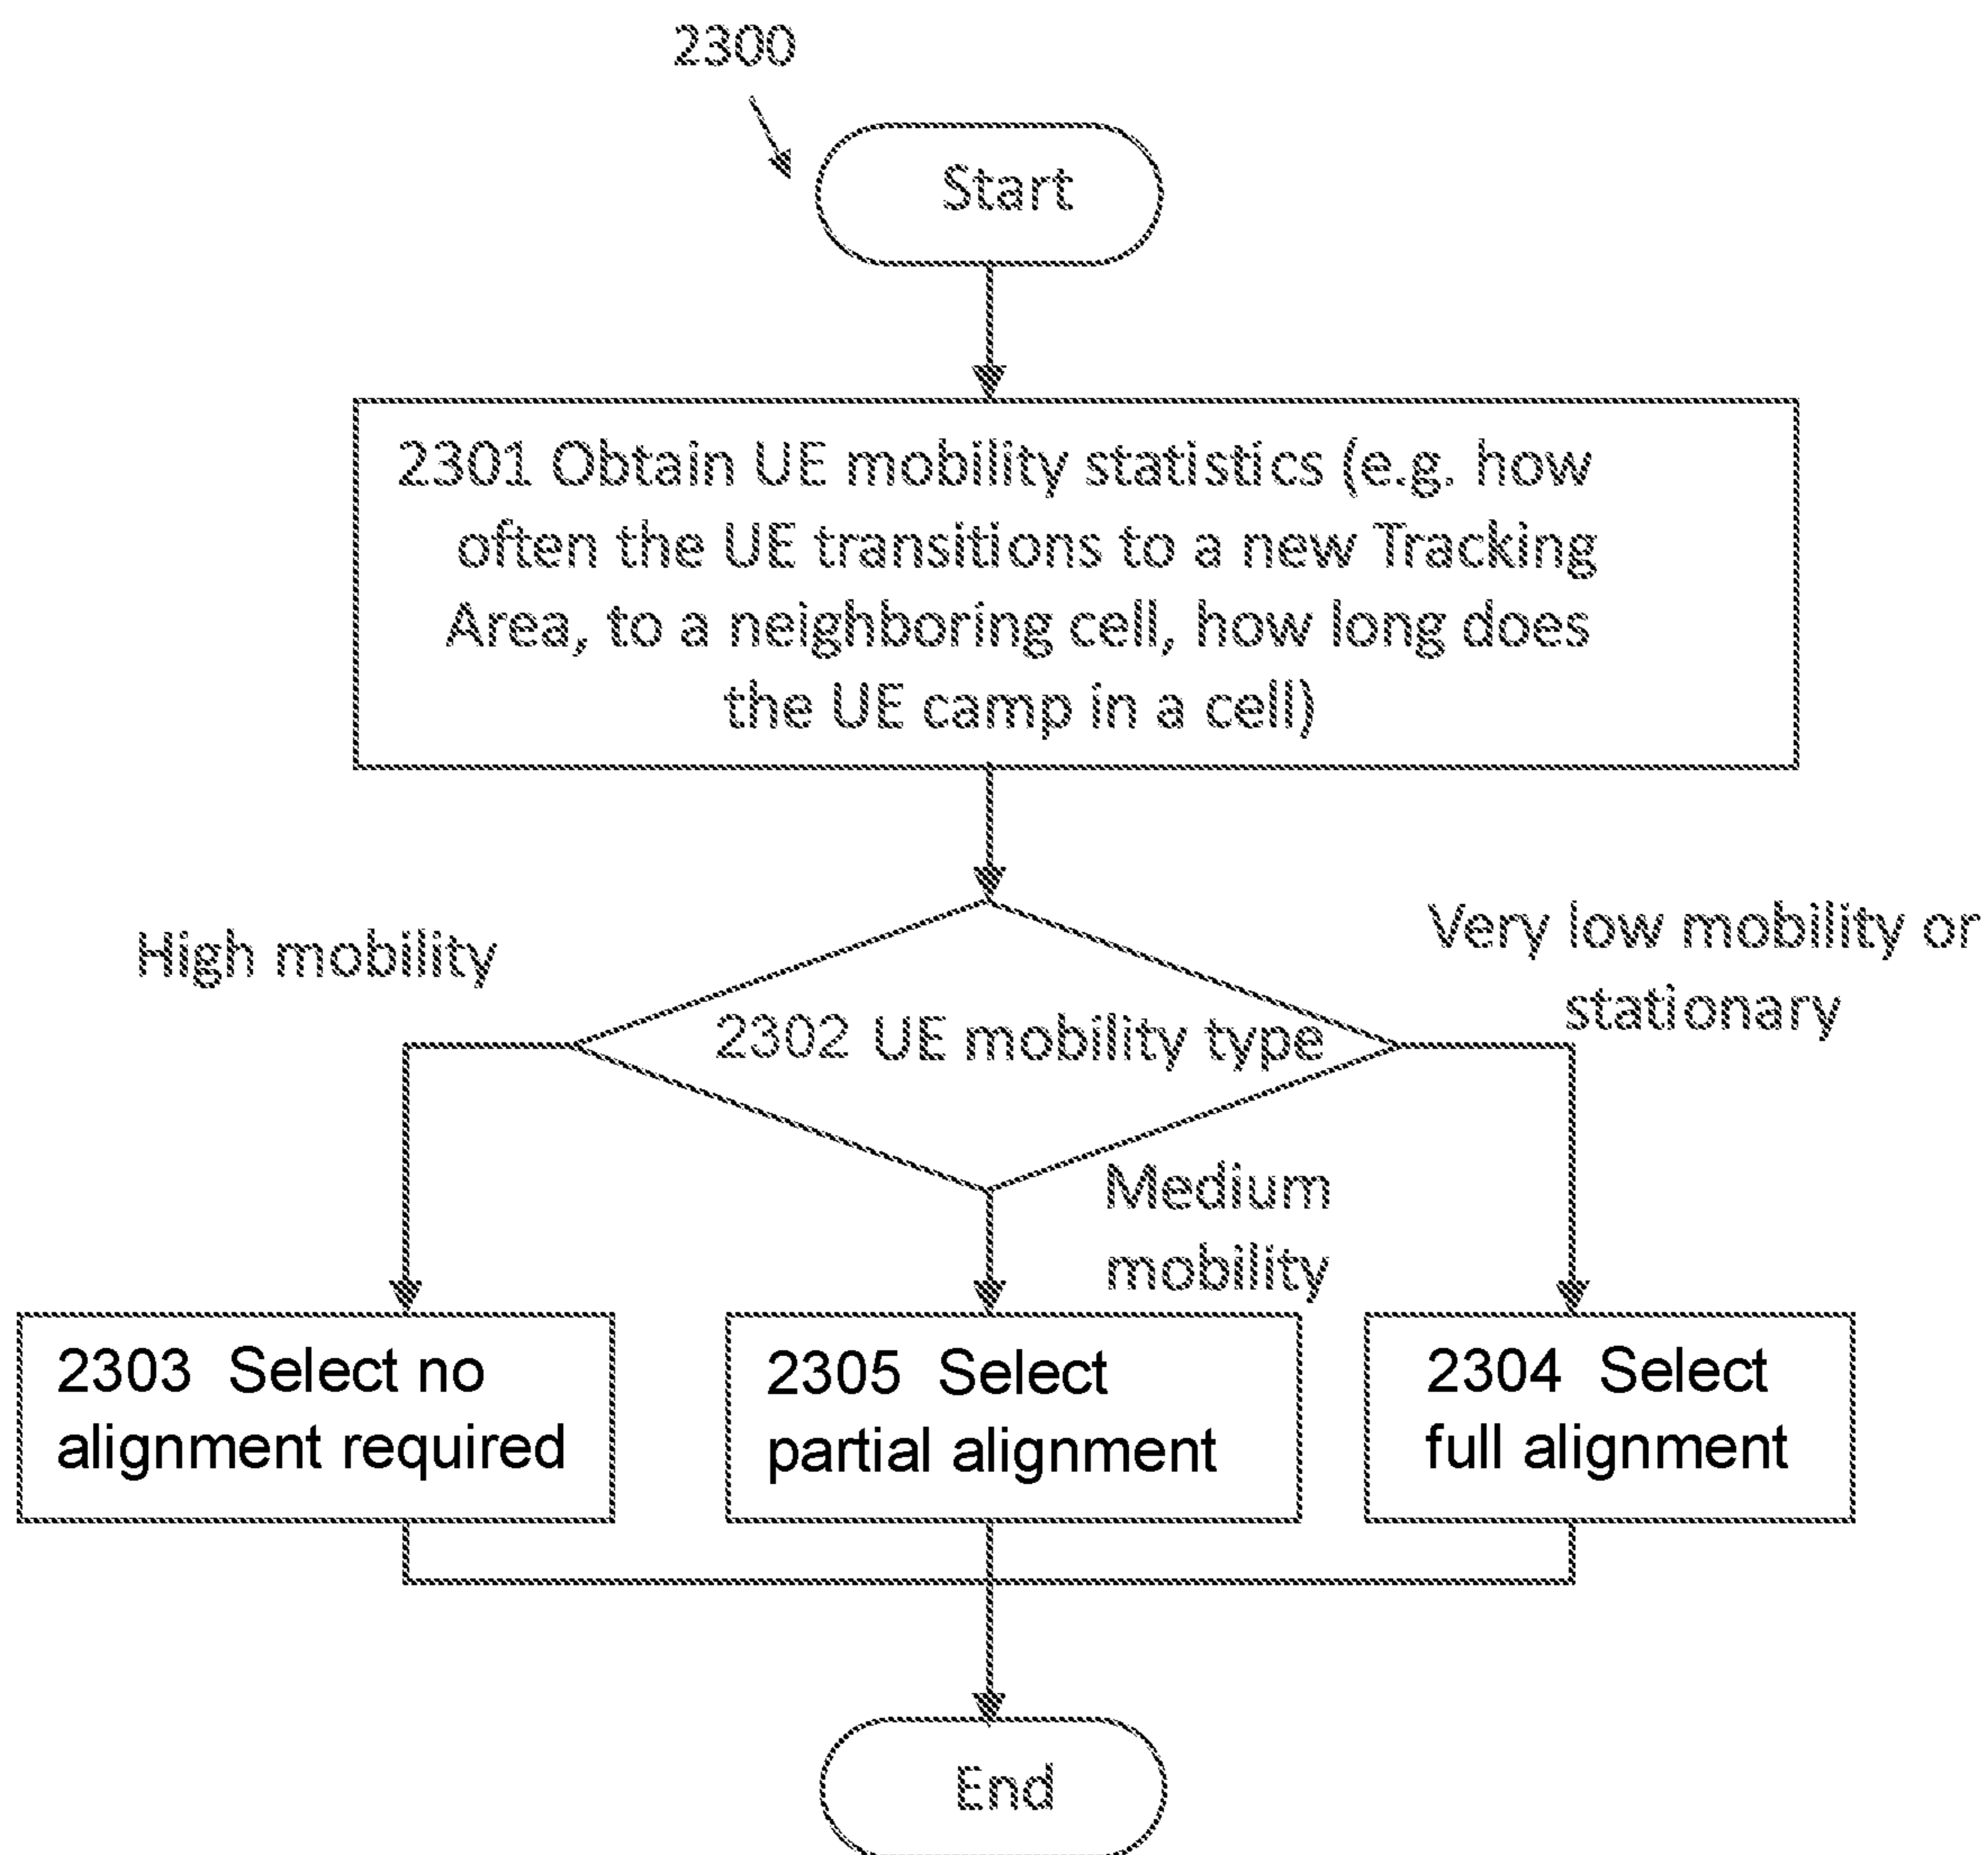 2300
Start
2301 Obtain UE mobility statistics (e.g. how
often the UE transitions to a new Tracking
Area, to a neighboring cell, how long does
the UE camp in a cell)
High mobility
Very low mobility or
stationary
2302 UE mobility type
Medium
mobility
2303 Select no
alignment required
2305 Select
partial alignment
2304 Select
full alignment
End